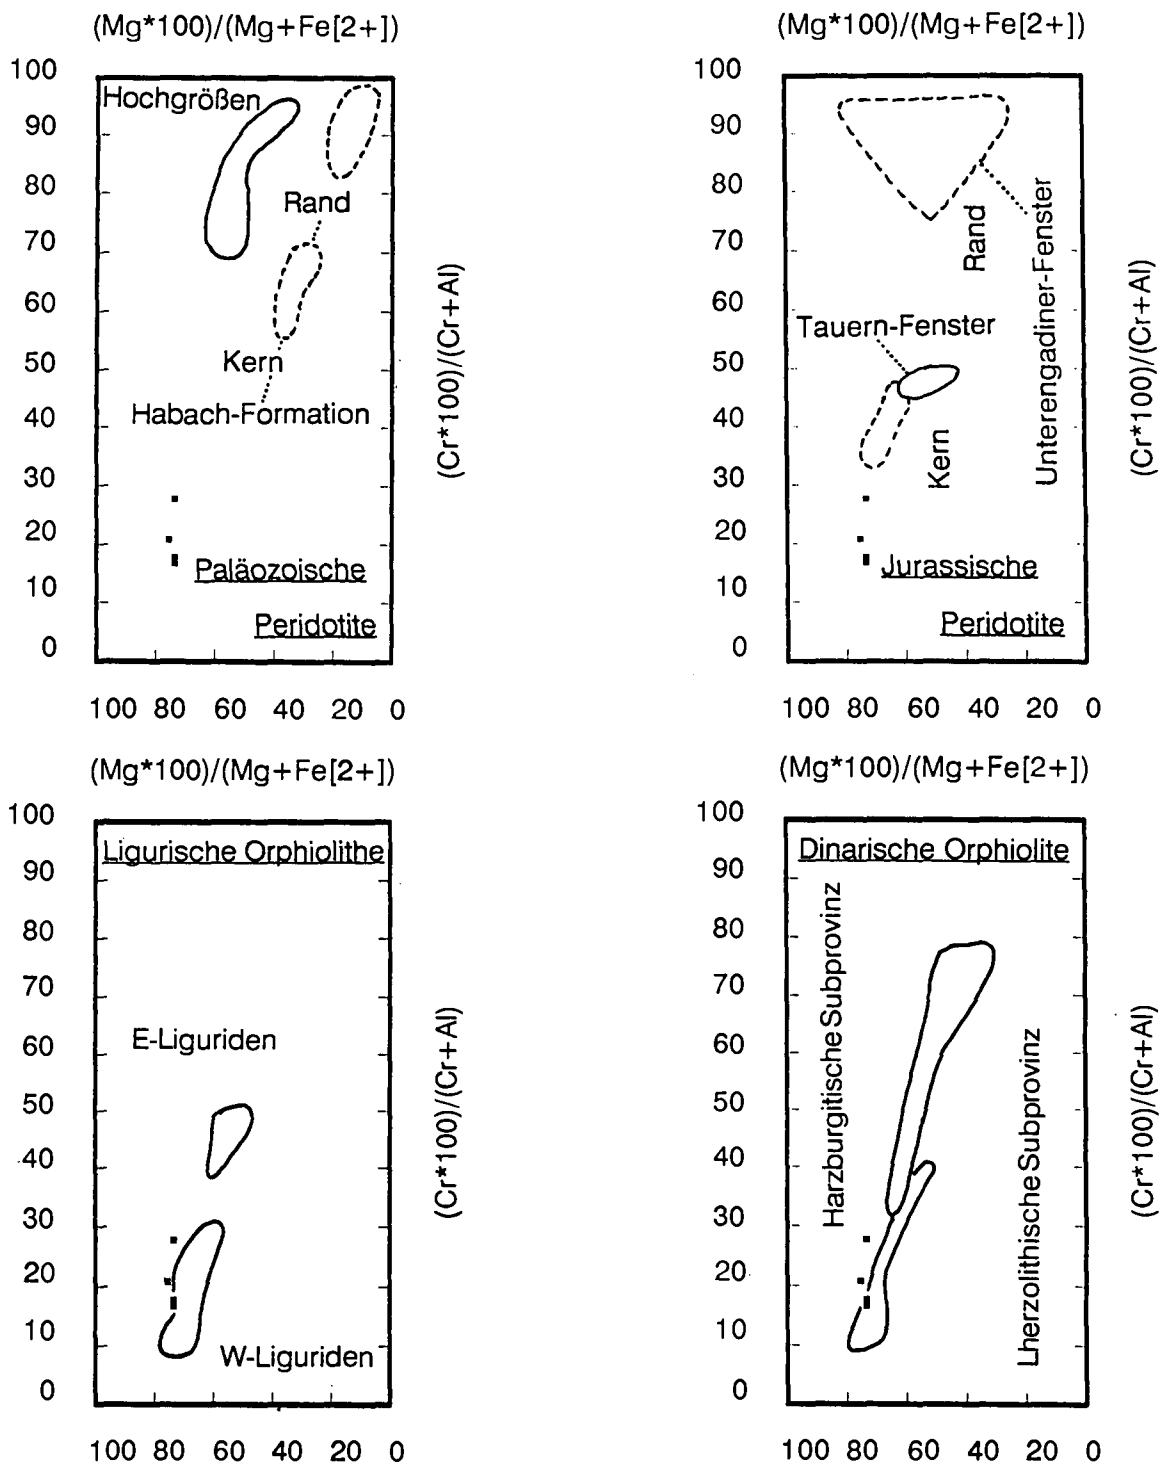 (Mg*100)/(Mg+Fe[2+])
100
90
80
70
60
50
40
30
20
10
0
Hochgrößen
Rand
Kern
Habach-Formation
Paläozoische
Peridotite
(Cr*100)/(Cr+Al)
100 80 60 40 20 0
(Mg*100)/(Mg+Fe[2+])
100
90
80
70
60
50
40
30
20
10
0
Rand
Unterengadiner-Fenster
Tauern-Fenster
Kern
Jurassische
Peridotite
(Cr*100)/(Cr+Al)
100 80 60 40 20 0
(Mg*100)/(Mg+Fe[2+])
100
90
80
70
60
50
40
30
20
10
0
Ligurische Orphiolithe
E-Liguriden
W-Liguriden
(Cr*100)/(Cr+Al)
100 80 60 40 20 0
(Mg*100)/(Mg+Fe[2+])
100
90
80
70
60
50
40
30
20
10
0
Dinarische Orphiolite
Harzburgitische Subprovinz
Lherzolithische Subprovinz
(Cr*100)/(Cr+Al)
100 80 60 40 20 0